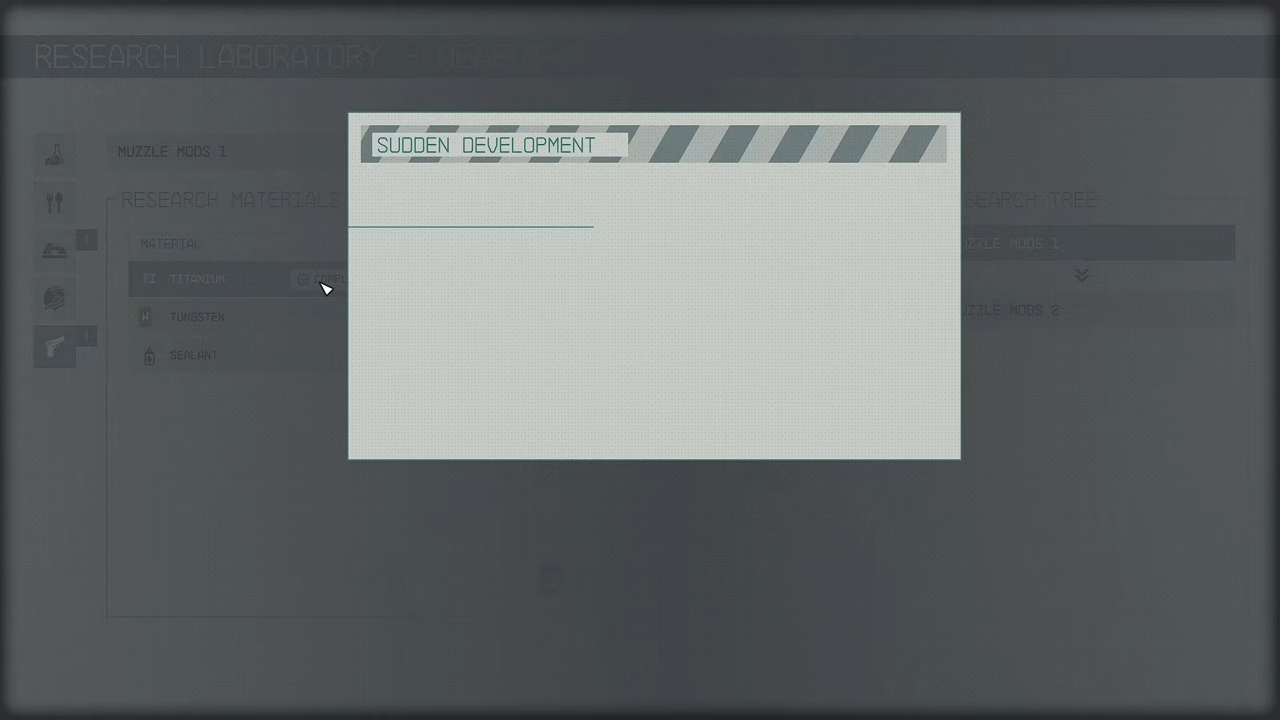 RESEARCH LABORATORY
SUDDEN DEVELOPMENT
MUZZLE MODS 1
RESEARCH MATERIALS
SEARCH TREE
MATERIAL
ZZLE MODS 1
TI TITANIUM
W TUNGSTEN
UZZLE MODS 2
SEALANT